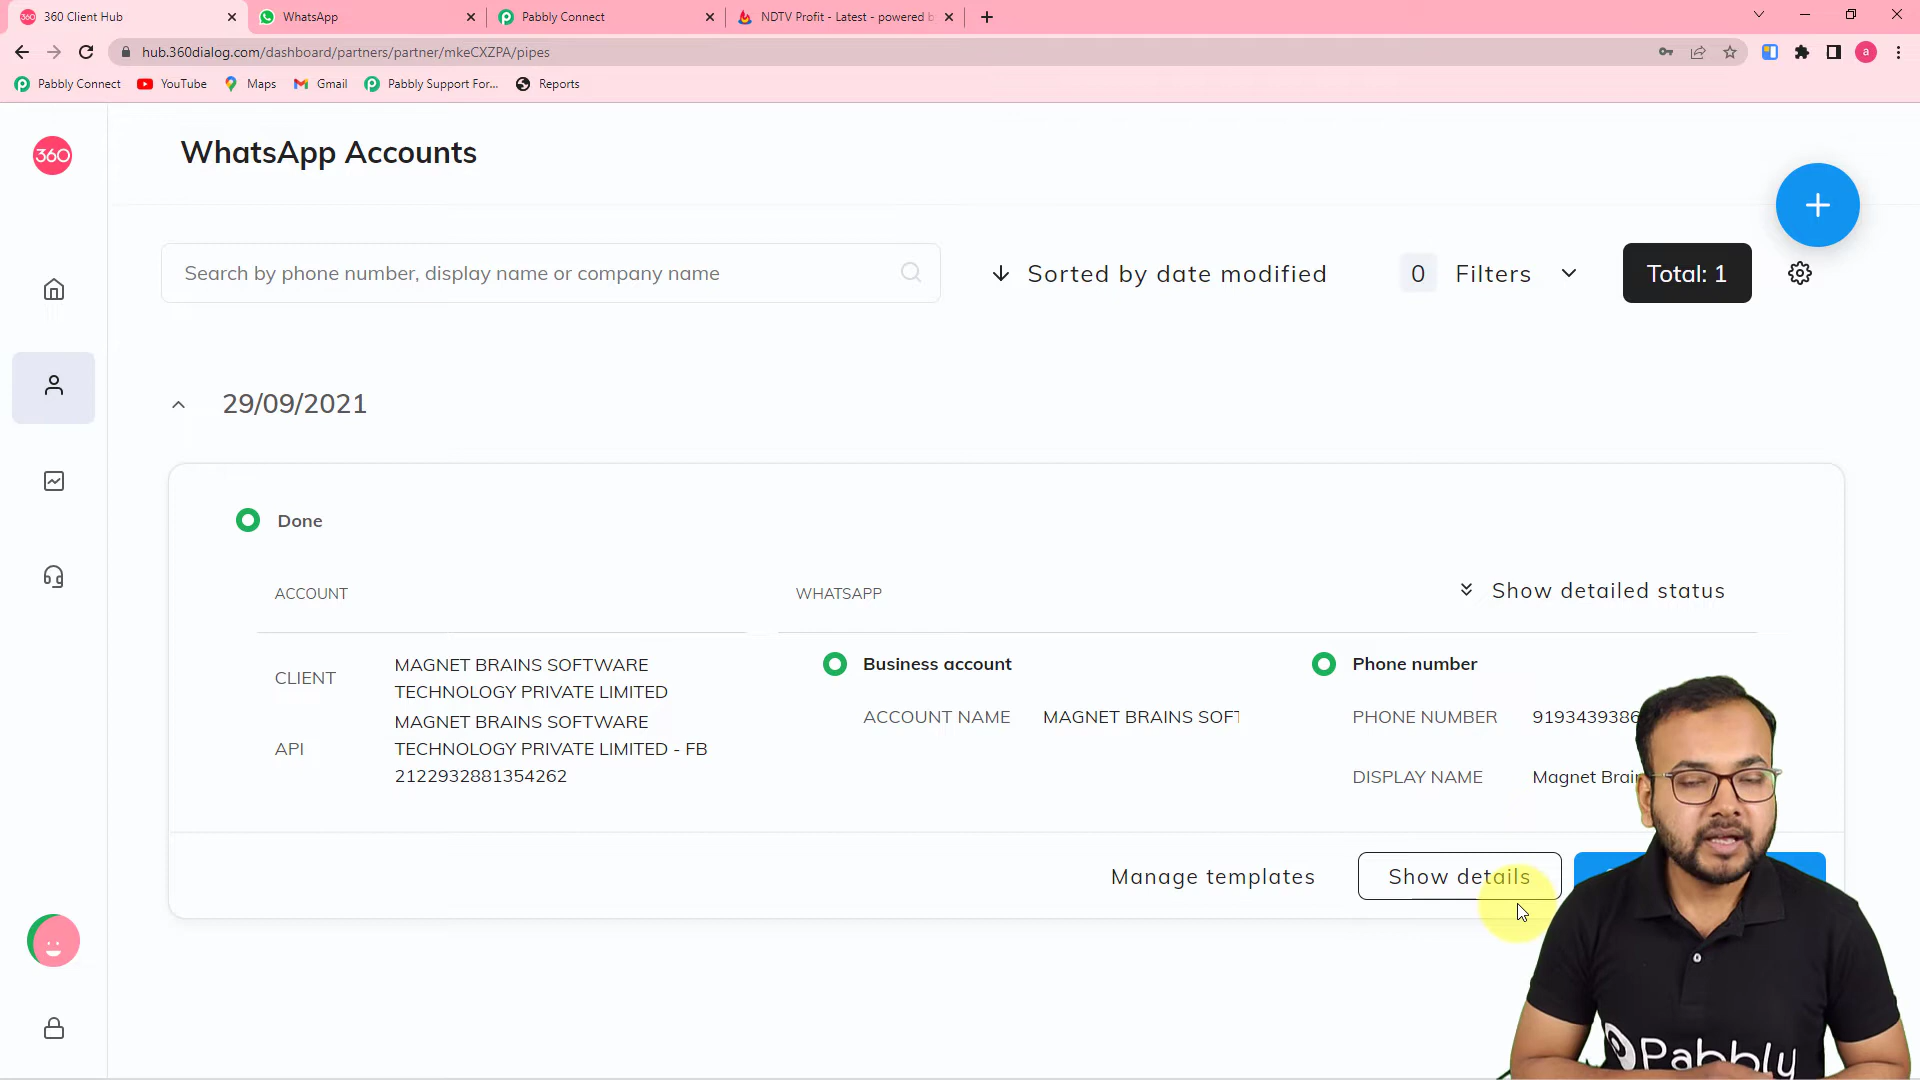 360 Client Hub
WhatsApp
Pabbly Connect
NDTV Profit - Latest - powered b
hub.360dialog.com/dashboard/partners/partner/mkeCXZPA/pipes
a
Pabbly Connect
YouTube
Maps
Gmail
Pabbly Support For...
Reports
360
WhatsApp Accounts
Search by phone number, display name or company name
Sorted by date modified
0 Filters
Total: 1
29/09/2021
Done
ACCOUNT
WHATSAPP
Show detailed status
CLIENT
MAGNET BRAINS SOFTWARE
TECHNOLOGY PRIVATE LIMITED
API
MAGNET BRAINS SOFTWARE
TECHNOLOGY PRIVATE LIMITED - FB
2122932881354262
Business account
ACCOUNT NAME MAGNET BRAINS SOFT
Phone number
PHONE NUMBER 9193439386
DISPLAY NAME Magnet Brain
Manage templates
Show details
Pabbly